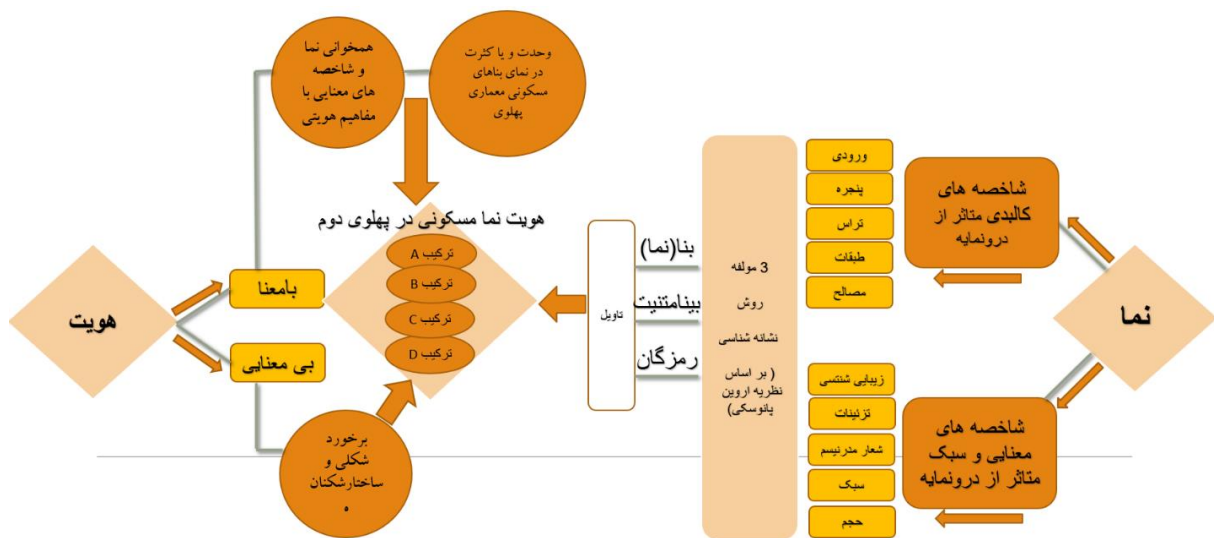 نما
شاخصه های
کالبدی متاثر از
درونمایه
ورودی
پنجره
تراس
طبقات
مصالح
شاخصه های
معنایی و سبک
متاثر از درونمایه
زیبایی شنتسی
تزئینات
شعار مدرنیسم
سبک
حجم
3 مولفه
روش
نشانه شناسی
( بر اساس
نظریه اروین
پانوسکی)
بنا(نما)
بینامتنیت
رمزگان
تاویل
وحدت و یا کثرت
در نمای بناهای
مسکونی معماری
پهلوی
همخوانی نما
و شاخصه
های معنایی با
مفاهیم هویتی
هویت نما مسکونی در پهلوی دوم
ترکیب A
ترکیب B
ترکیب C
ترکیب D
برخورد
شکلی و
ساختارشکنان
ه
بامعنا
بی معنایی
هویت